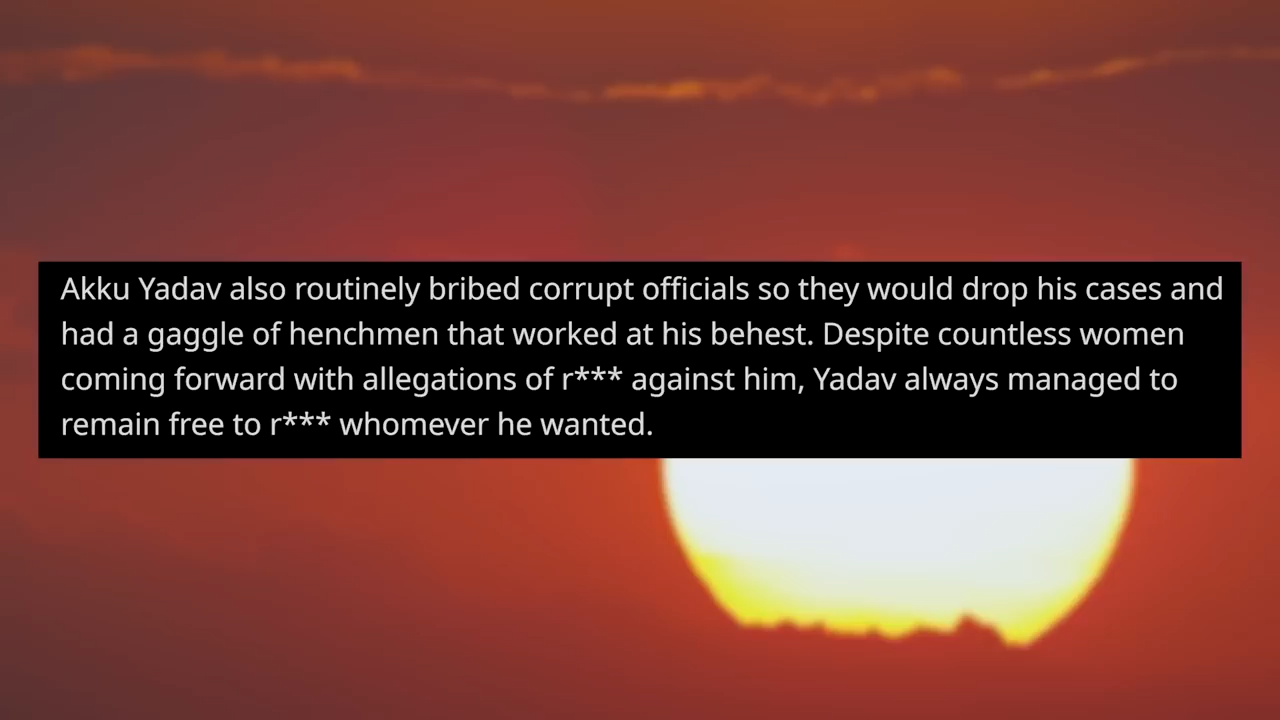 Akku Yadav also routinely bribed corrupt officials so they would drop his cases and
had a gaggle of henchmen that worked at his behest. Despite countless women
coming forward with allegations of r*** against him, Yadav always managed to
remain free to r*** whomever he wanted.